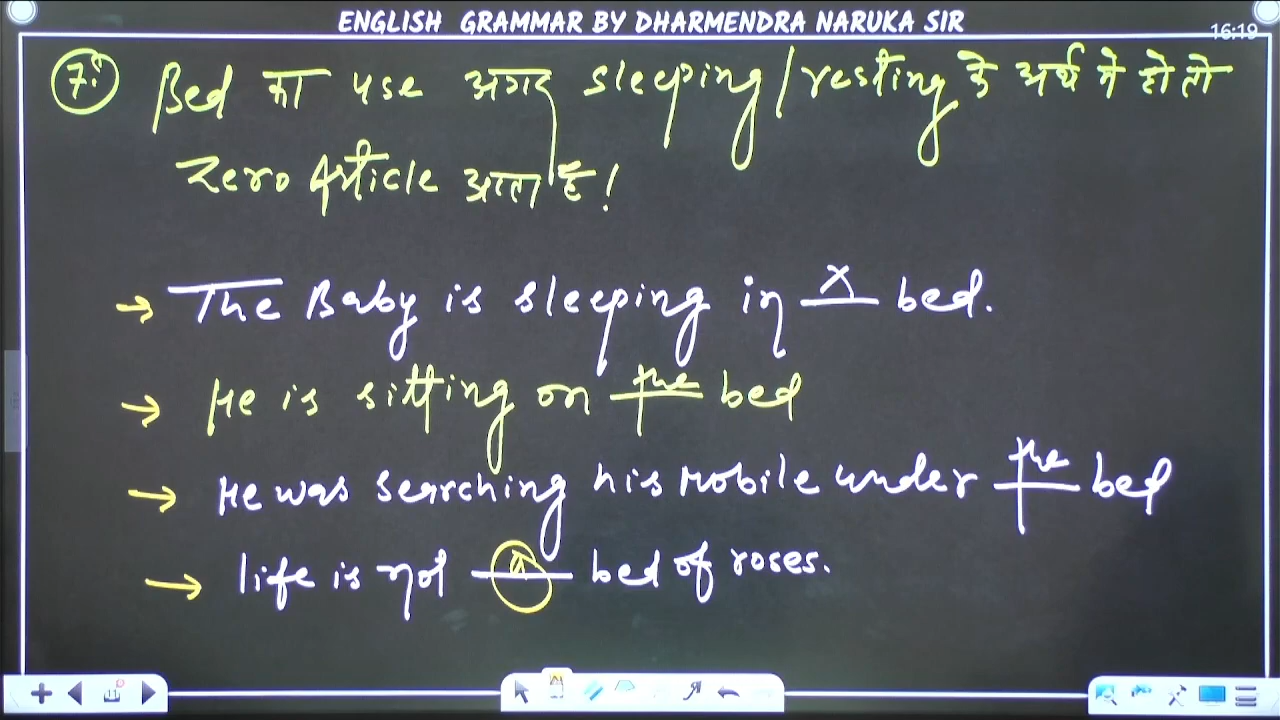 ENGLISH GRAMMAR BY DHARMENDRA NARUKA SIR
16:19
7. Bed का use अगर sleeping/resting के अर्थ में हो तो
Zero Article आता है!
→ The Baby is sleeping in x bed.
→ He is sitting on the bed
→ He was searching his Mobile under the bed
→ life is not a bed of roses.